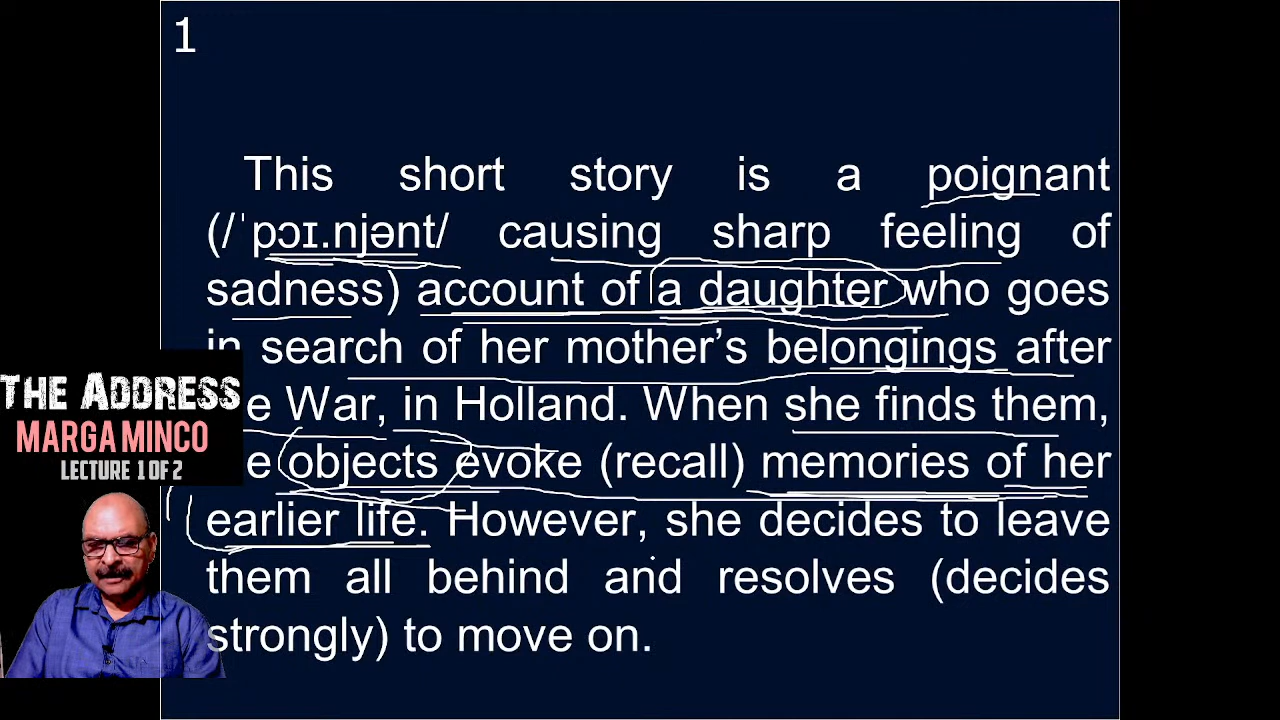 1
This short story is a poignant
(/ˈpɔɪ.njənt/ causing sharp feeling of
sadness) account of a daughter who goes
in search of her mother’s belongings after
e War, in Holland. When she finds them,
e objects evoke (recall) memories of her
earlier life. However, she decides to leave
them all behind and resolves (decides
strongly) to move on.
THE ADDRESS
MARGA MINCO
LECTURE 1 OF 2